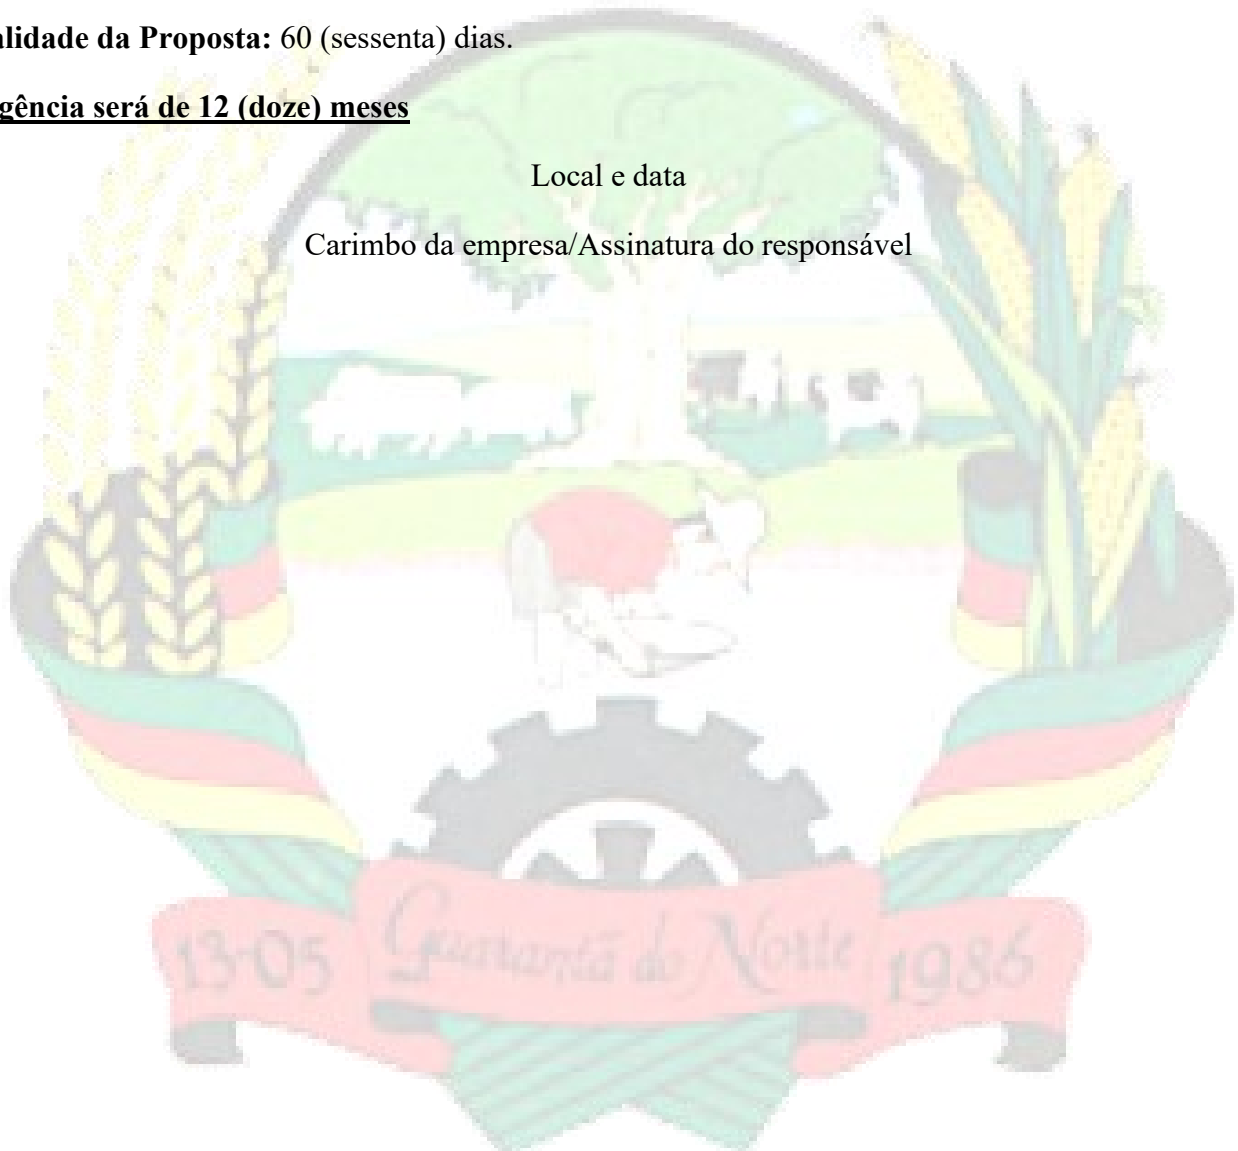 alidade da Proposta: 60 (sessenta) dias.
gência será de 12 (doze) meses
Local e data
Carimbo da empresa/Assinatura do responsável
13-05 Guarantã do Norte 1986